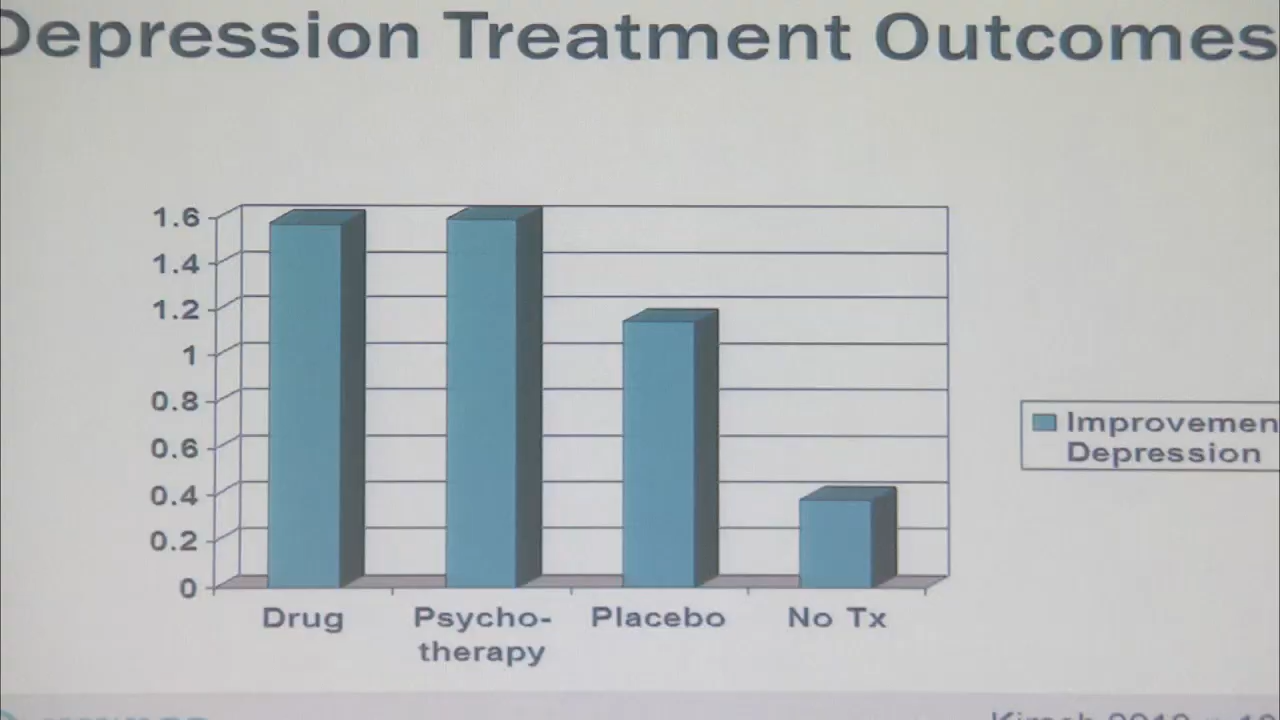 Depression Treatment Outcomes
1.6
1.4
1.2
1
0.8
0.6
0.4
0.2
0
Drug
Psycho-
therapy
Placebo
No Tx
Improvemen
Depression